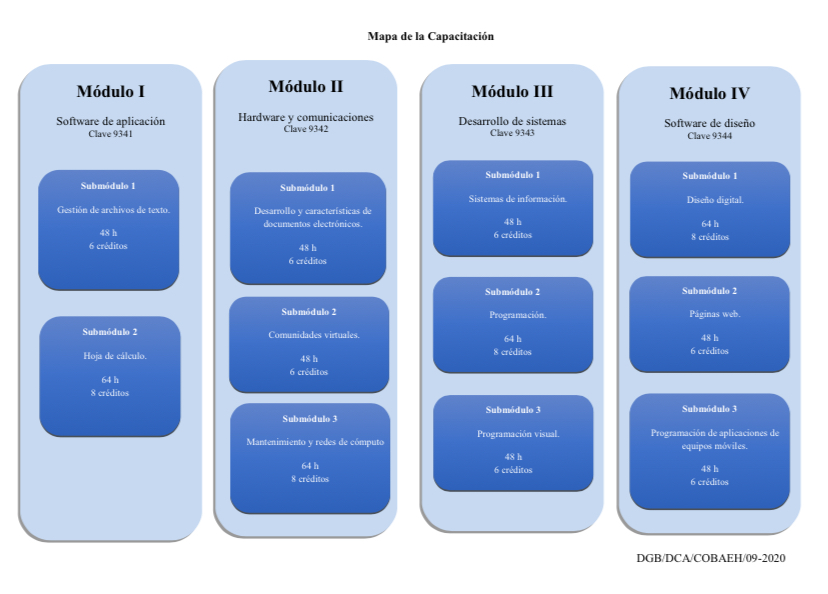 Mapa de la Capacitación
Módulo I
Software de aplicación
Clave 9341
Submódulo 1
Gestión de archivos de texto.
48 h
6 créditos
Submódulo 2
Hoja de cálculo.
64 h
8 créditos
Módulo II
Hardware y comunicaciones
Clave 9342
Submódulo 1
Desarrollo y características de
documentos electrónicos.
48 h
6 créditos
Submódulo 2
Comunidades virtuales.
48 h
6 créditos
Submódulo 3
Mantenimiento y redes de cómputo
64 h
8 créditos
Módulo III
Desarrollo de sistemas
Clave 9343
Submódulo 1
Sistemas de información.
48 h
6 créditos
Submódulo 2
Programación.
64 h
8 créditos
Submódulo 3
Programación visual.
48 h
6 créditos
Módulo IV
Software de diseño
Clave 9344
Submódulo 1
Diseño digital.
64 h
8 créditos
Submódulo 2
Páginas web.
48 h
6 créditos
Submódulo 3
Programación de aplicaciones de
equipos móviles.
48 h
6 créditos
DGB/DCA/COBAEH/09-2020